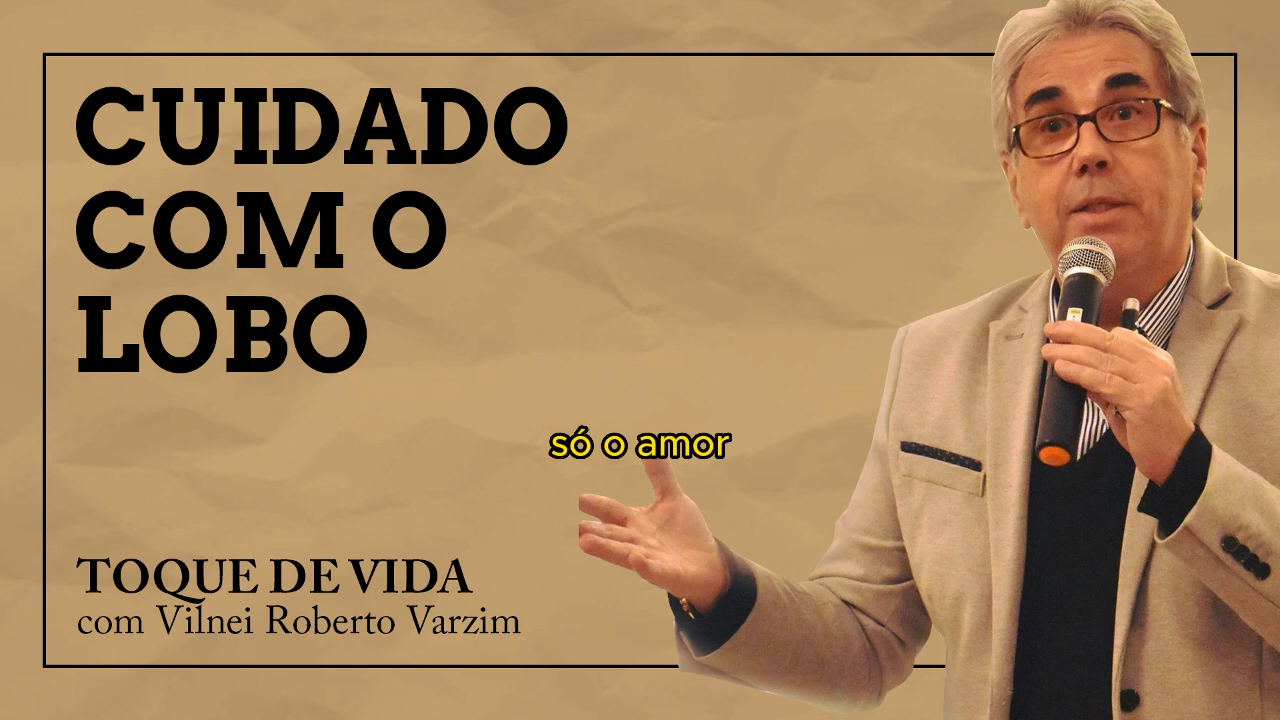 CUIDADO
COM O
LOBO
só o amor
TOQUE DE VIDA
com Vilnei Roberto Varzim